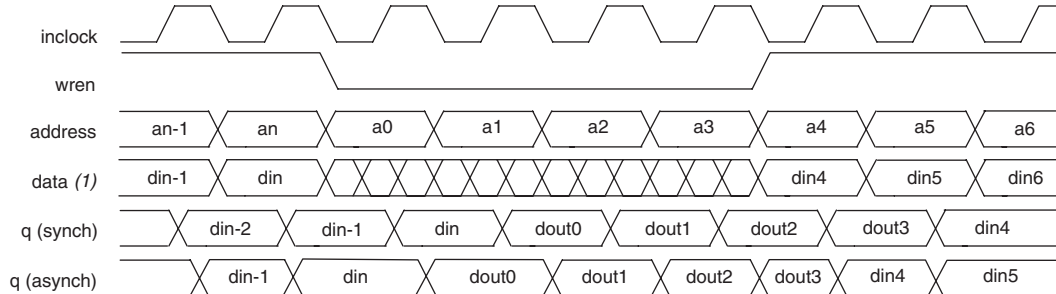 inclock
wren
address an-1 an a0 a1 a2 a3 a4 a5 a6
data (1) din-1 din din4 din5 din6
q (synch) din-2 din-1 din dout0 dout1 dout2 dout3 din4
q (asynch) din-1 din dout0 dout1 dout2 dout3 din4 din5